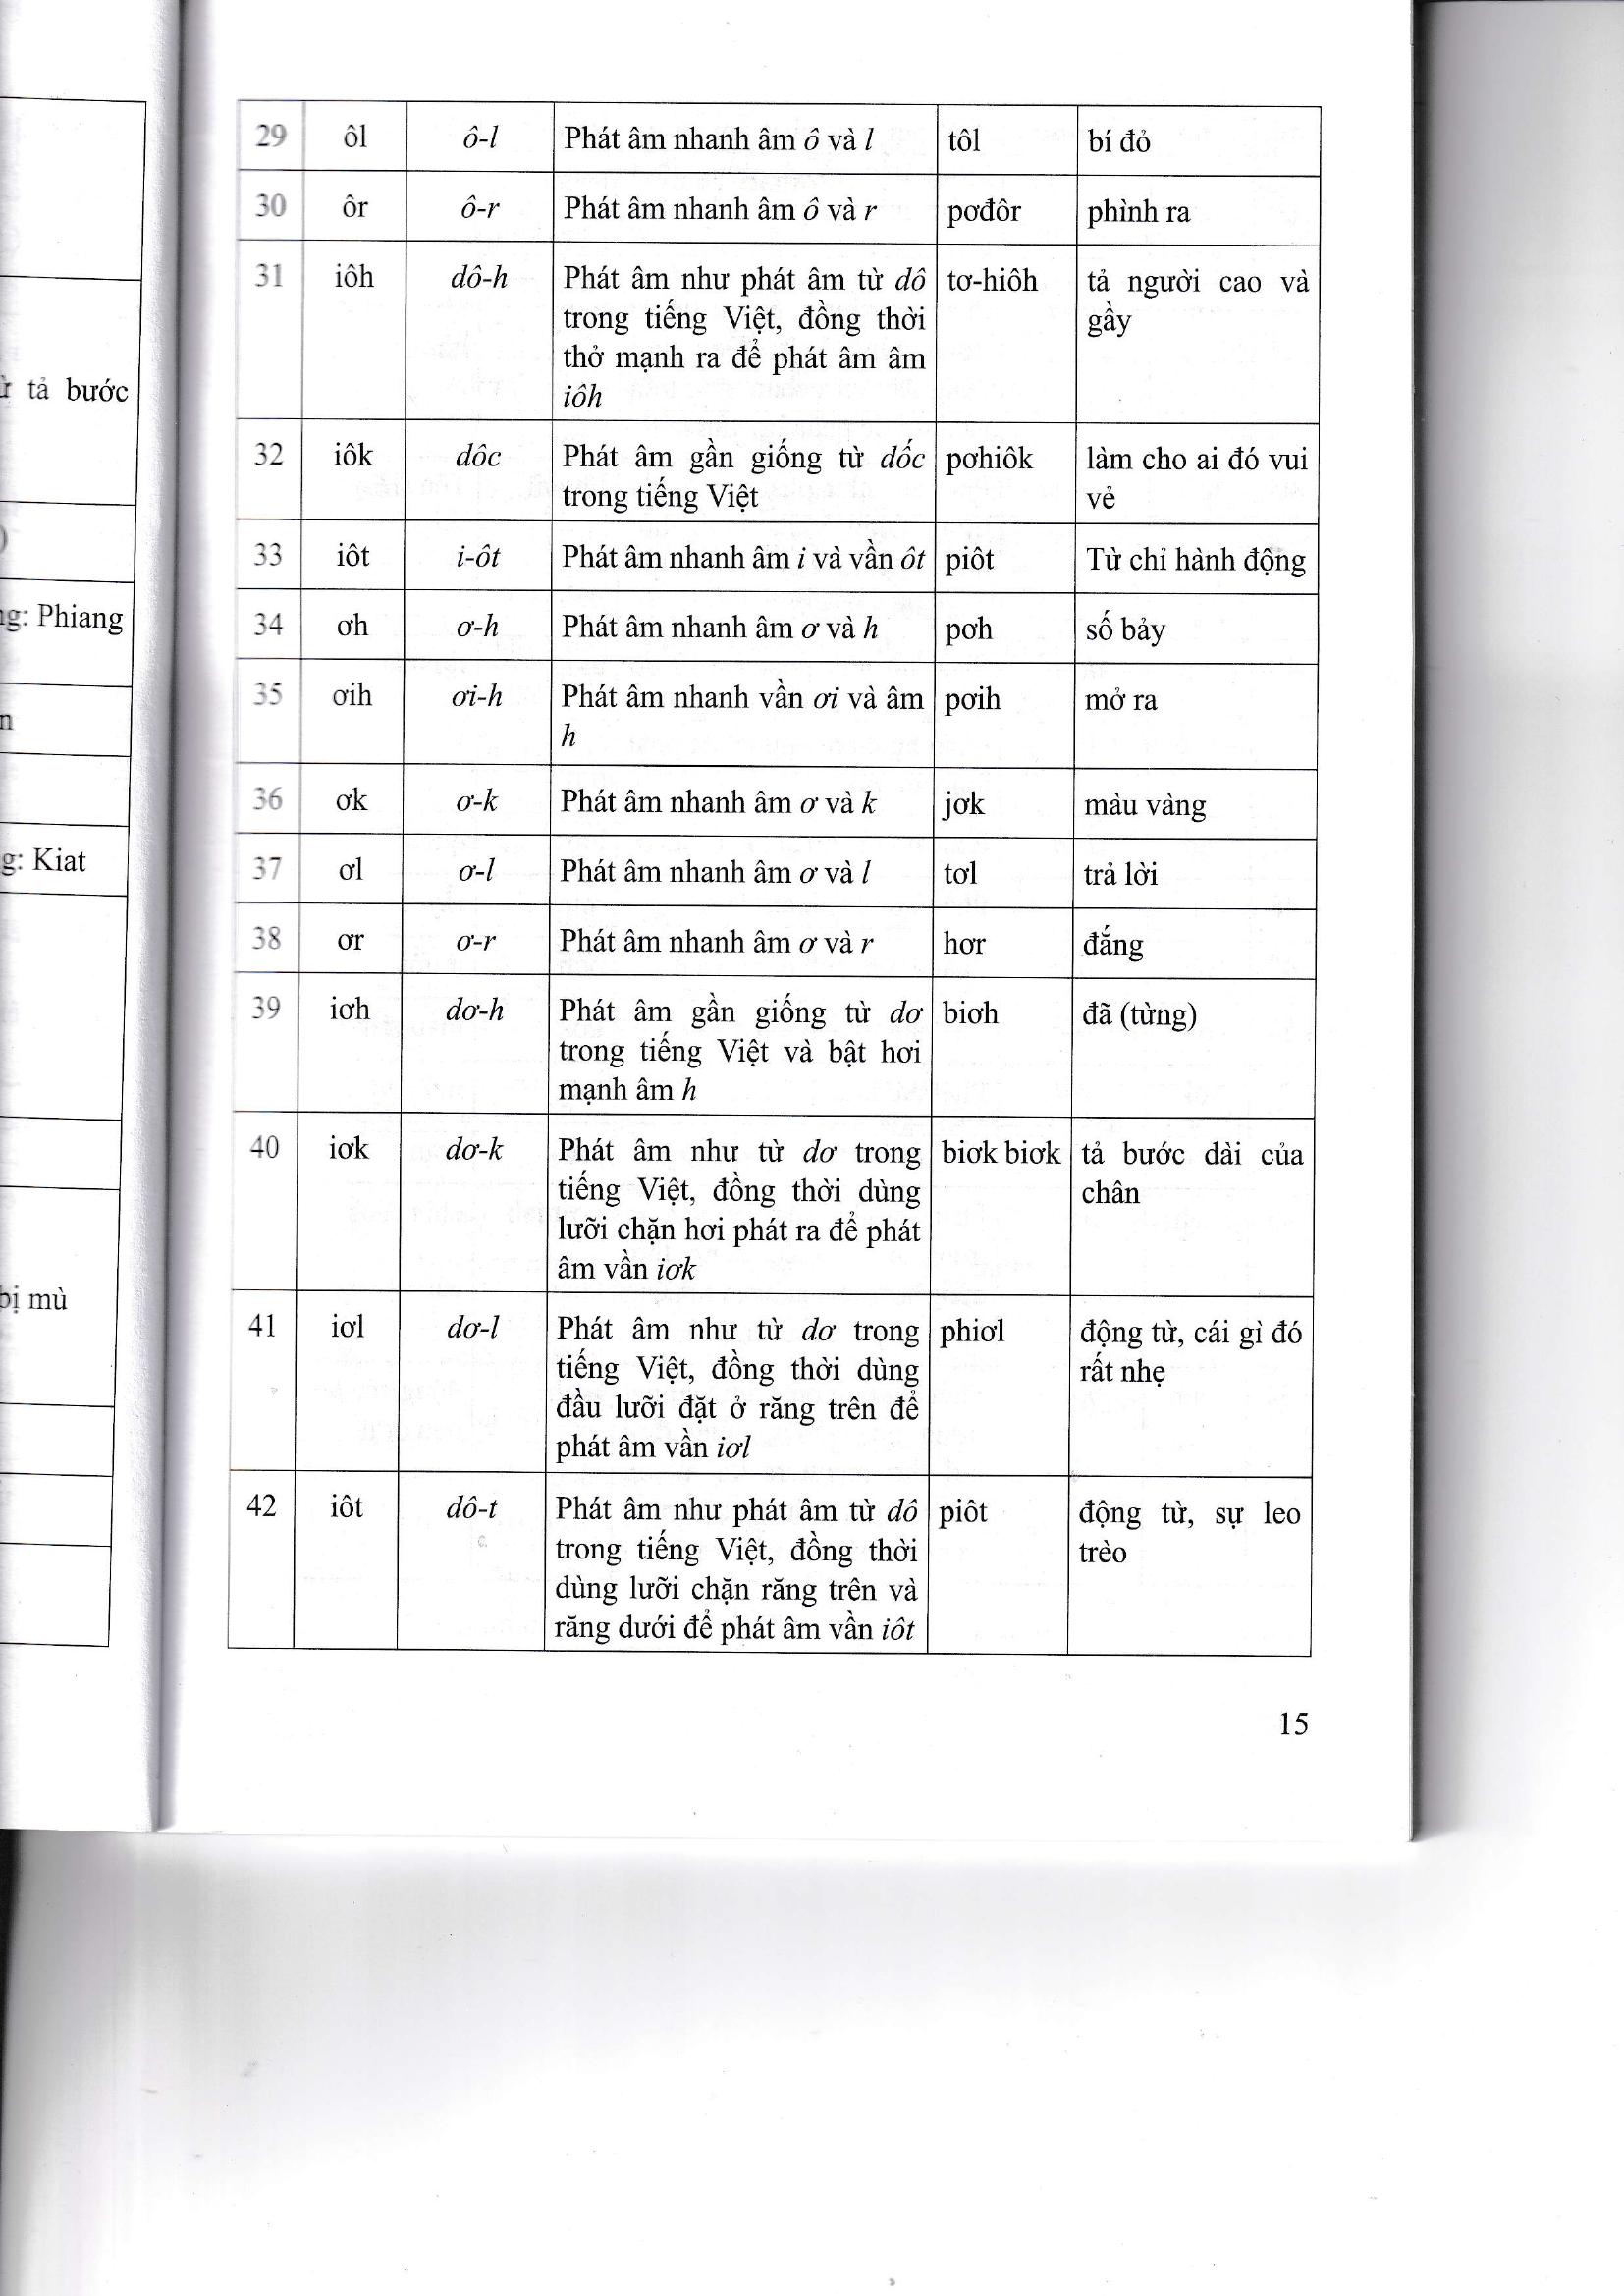 ừ tả bước
)
ng: Phiang
n
g: Kiat
bị mù
29 ôl ô-l Phát âm nhanh âm ô và l tôl bí đỏ
30 ôr ô-r Phát âm nhanh âm ô và r pơđôr phình ra
31 iôh dô-h Phát âm như phát âm từ dô tơ-hiôh tả người cao và
trong tiếng Việt, đồng thời gầy
thở mạnh ra để phát âm âm
iôh
32 iôk dôc Phát âm gần giống từ dốc pơhiôk làm cho ai đó vui
trong tiếng Việt vẻ
33 iôt i-ôt Phát âm nhanh âm i và vần ôt piôt Từ chỉ hành động
34 ơh ơ-h Phát âm nhanh âm ơ và h pơh số bảy
35 ơih ơi-h Phát âm nhanh vần ơi và âm pơih mở ra
h
36 ơk ơ-k Phát âm nhanh âm ơ và k jơk màu vàng
37 ơl ơ-l Phát âm nhanh âm ơ và l tơl trả lời
38 ơr ơ-r Phát âm nhanh âm ơ và r hơr đắng
39 iơh dơ-h Phát âm gần giống từ dơ biơh đã (từng)
trong tiếng Việt và bật hơi
mạnh âm h
40 iơk dơ-k Phát âm như từ dơ trong biơk biơk tả bước dài của
tiếng Việt, đồng thời dùng chân
lưỡi chặn hơi phát ra để phát
âm vần iơk
41 iơl dơ-l Phát âm như từ dơ trong phiơl động từ, cái gì đó
tiếng Việt, đồng thời dùng rất nhẹ
đầu lưỡi đặt ở răng trên để
phát âm vần iơl
42 iôt dô-t Phát âm như phát âm từ dô piôt động từ, sự leo
trong tiếng Việt, đồng thời trèo
dùng lưỡi chặn răng trên và
răng dưới để phát âm vần iôt
15